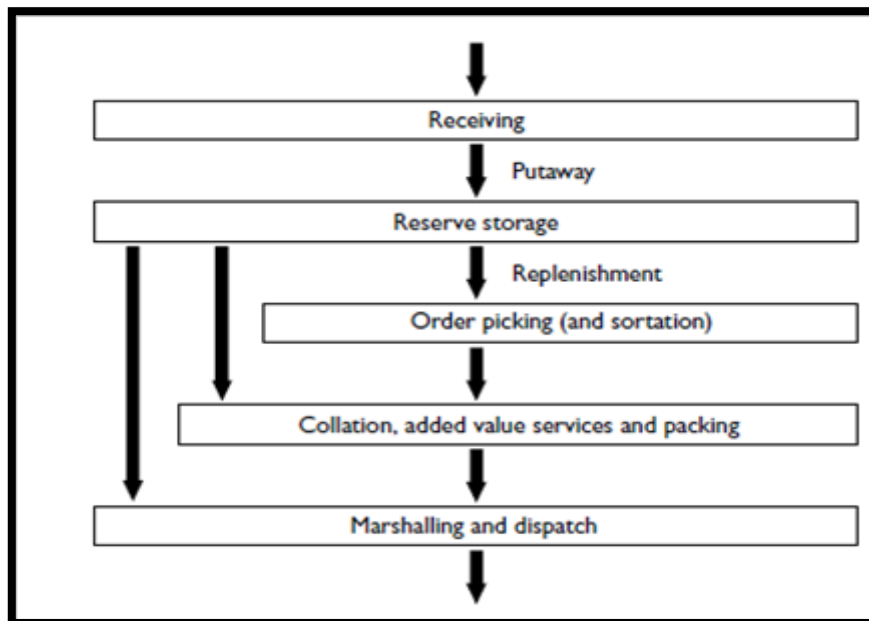 Receiving
Putaway
Reserve storage
Replenishment
Order picking (and sortation)
Collation, added value services and packing
Marshalling and dispatch